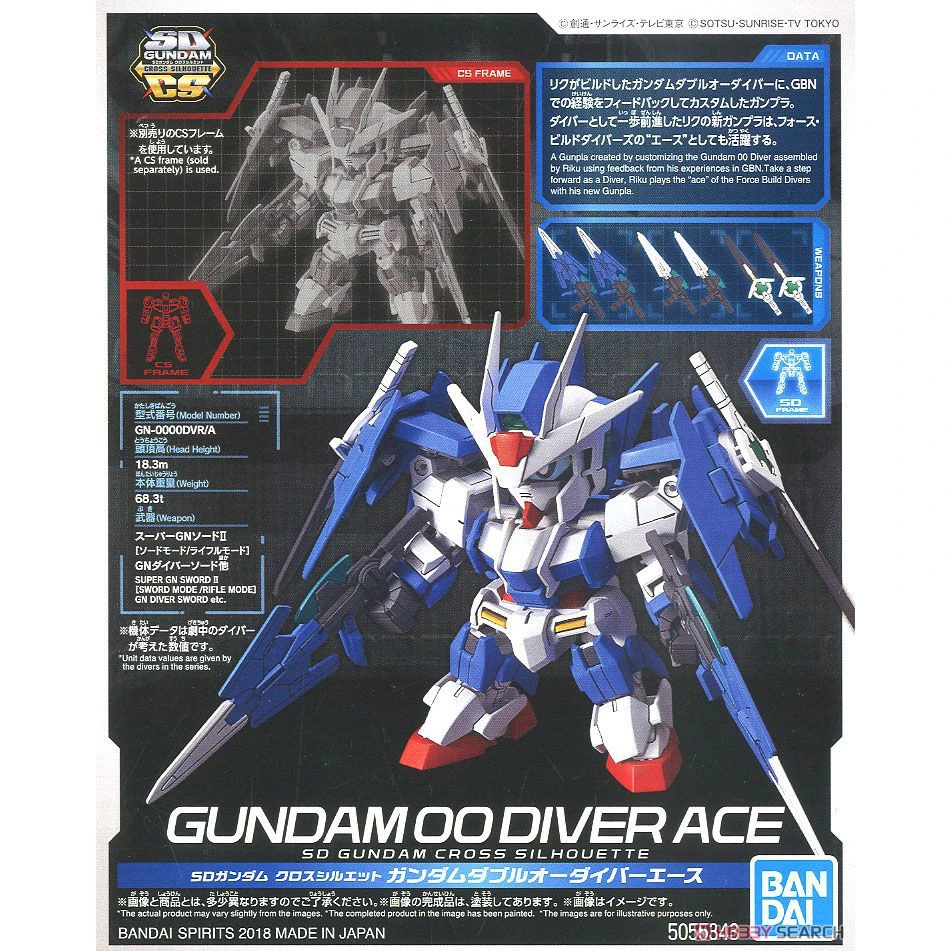 ©創通・サンライズ・テレビ東京 ©SOTSU・SUNRISE・TV TOKYO
SD
GUNDAM
SDガンダム クロスシルエット
CROSS SILHOUETTE
CS
※別売りのCSフレーム
を使用しています。
*A CS frame (sold
separately) is used.
CS FRAME
CS
FRAME
DATA
リクがビルドしたガンダムダブルオーダイバーに、GBN
での経験をフィードバックしてカスタムしたガンプラ。
ダイバーとして一歩前進したリクの新ガンプラは、フォース・
ビルドダイバーズの“エース”としても活躍する。
A Gunpla created by customizing the Gundam 00 Diver assembled
by Riku using feedback from his experiences in GBN.Take a step
forward as a Diver, Riku plays the "ace" of the Force Build Divers
with his new Gunpla.
WEAPONS
SD
FRAME
型式番号(Model Number)
GN-0000DVR/A
頭頂高(Head Height)
18.3m
本体重量(Weight)
68.3t
武器(Weapon)
スーパーGNソードⅡ
[ソードモード/ライフルモード]
GNダイバーソード他
SUPER GN SWORD Ⅱ
[SWORD MODE /RIFLE MODE]
GN DIVER SWORD etc.
※機体データは劇中のダイバー
が考えた数値です。
*Unit data values are given by
the divers in the series.
GUNDAM OO DIVER ACE
SD GUNDAM CROSS SILHOUETTE
SDガンダム クロスシルエット ガンダムダブルオーダイバーエース
※画像と商品とは、多少異なりますのでご了承ください。※画像の完成品は、塗装してあります。※画像はイメージです。
*The actual product may vary slightly from the images. *The completed product in the image has been painted. *The images are for illustrative purposes only.
BANDAI SPIRITS 2018 MADE IN JAPAN
5055343
HOBBY SEARCH
BAN
DAI